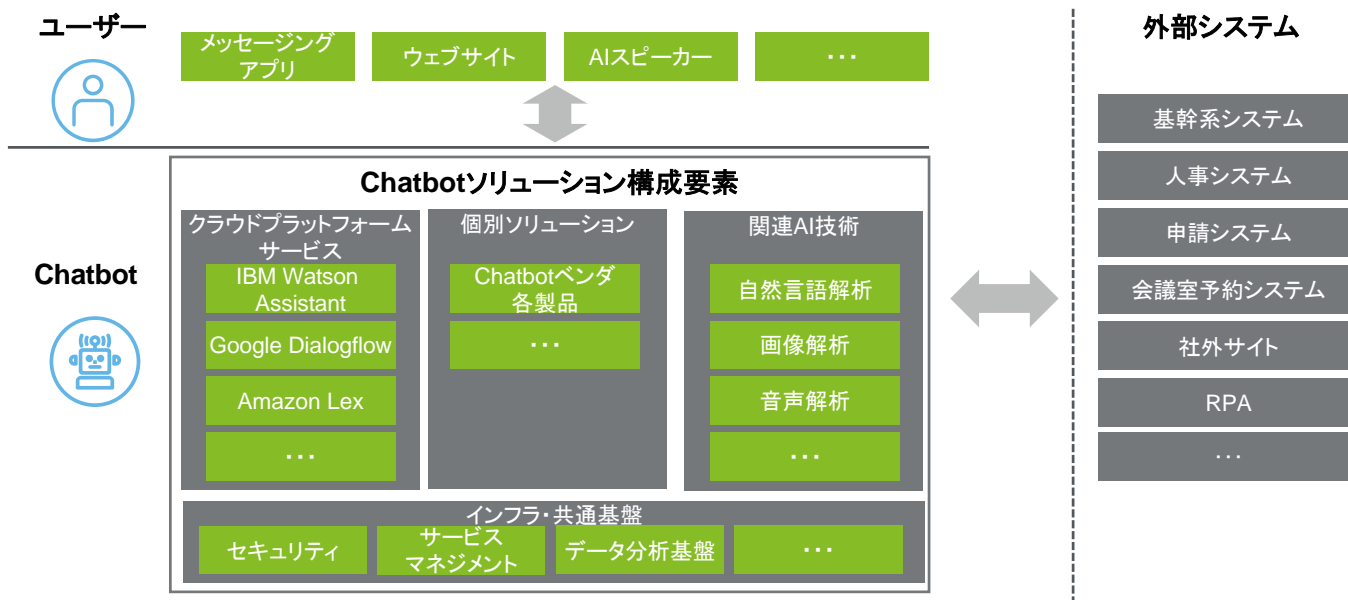 ユーザー
メッセージング
アプリ
ウェブサイト
AIスピーカー
・・・
Chatbot
Chatbotソリューション構成要素
クラウドプラットフォーム
サービス
IBM Watson
Assistant
Google Dialogflow
Amazon Lex
・・・
個別ソリューション
Chatbotベンダ
各製品
・・・
関連AI技術
自然言語解析
画像解析
音声解析
・・・
インフラ・共通基盤
セキュリティ
サービス
マネジメント
データ分析基盤
・・・
外部システム
基幹系システム
人事システム
申請システム
会議室予約システム
社外サイト
RPA
・・・